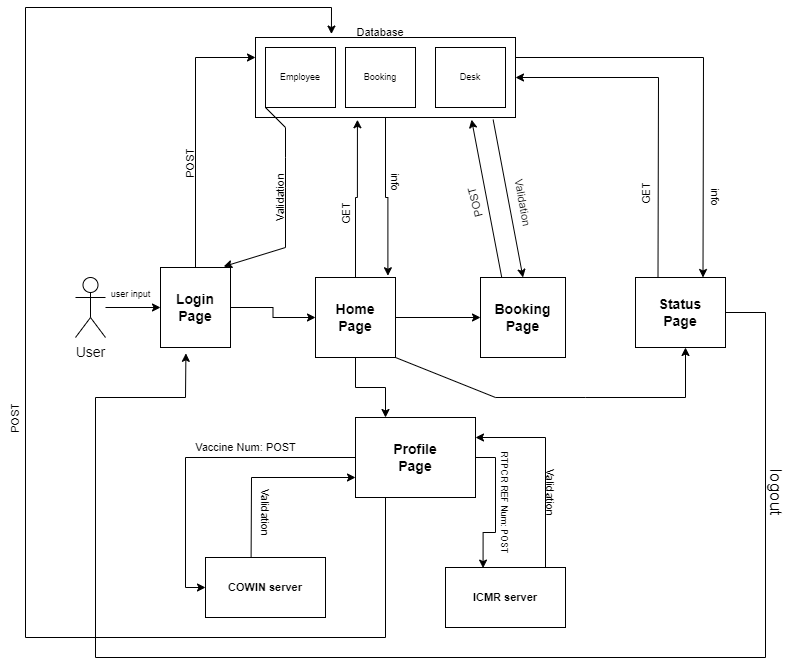 Database
Employee
Booking
Desk
POST
Validation
GET
info
POST
Validation
GET
info
user input
User
Login
Page
Home
Page
Booking
Page
Status
Page
POST
Vaccine Num: POST
Validation
Profile
Page
RTPCR REF Num: POST
Validation
logout
COWIN server
ICMR server